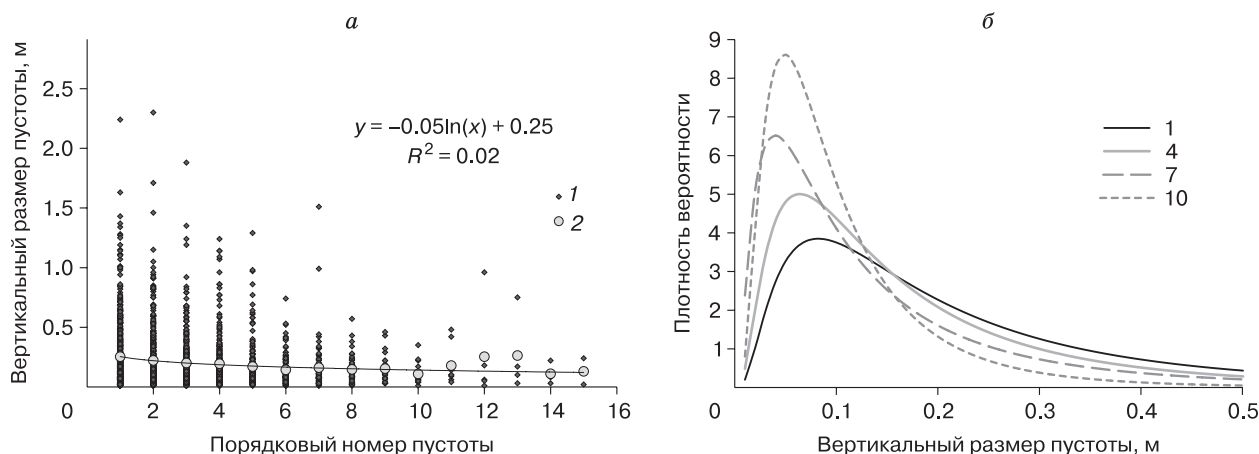 а
Вертикальный размер пустоты, м
2.5
2.0
1.5
1.0
0.5
0
2 4 6 8 10 12 14 16
y = −0.05ln(x) + 0.25
R² = 0.02
1
2
Порядковый номер пустоты
б
Плотность вероятности
9
8
7
6
5
4
3
2
1
0
0.1 0.2 0.3 0.4 0.5
1
4
7
10
Вертикальный размер пустоты, м